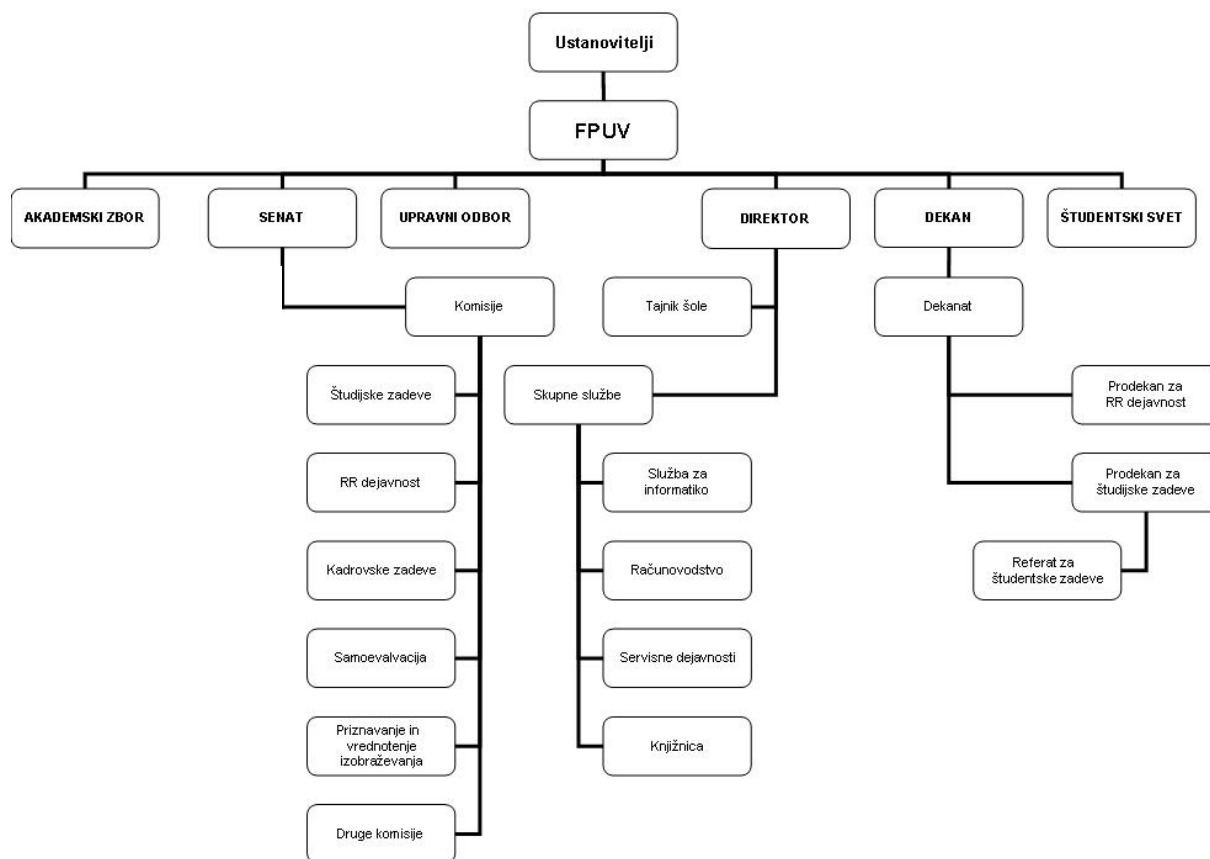 Ustanovitelji
FPUV
AKADEMSKI ZBOR
SENAT
UPRAVNI ODBOR
DIREKTOR
DEKAN
ŠTUDENTSKI SVET
Komisije
Tajnik šole
Dekanat
Študijske zadeve
Skupne službe
Prodekan za
RR dejavnost
RR dejavnost
Služba za
informatiko
Prodekan za
študijske zadeve
Kadrovske zadeve
Računovodstvo
Referat za
študentske zadeve
Samoevalvacija
Servisne dejavnosti
Priznavanje in
vrednotenje
izobraževanja
Knjižnica
Druge komisije